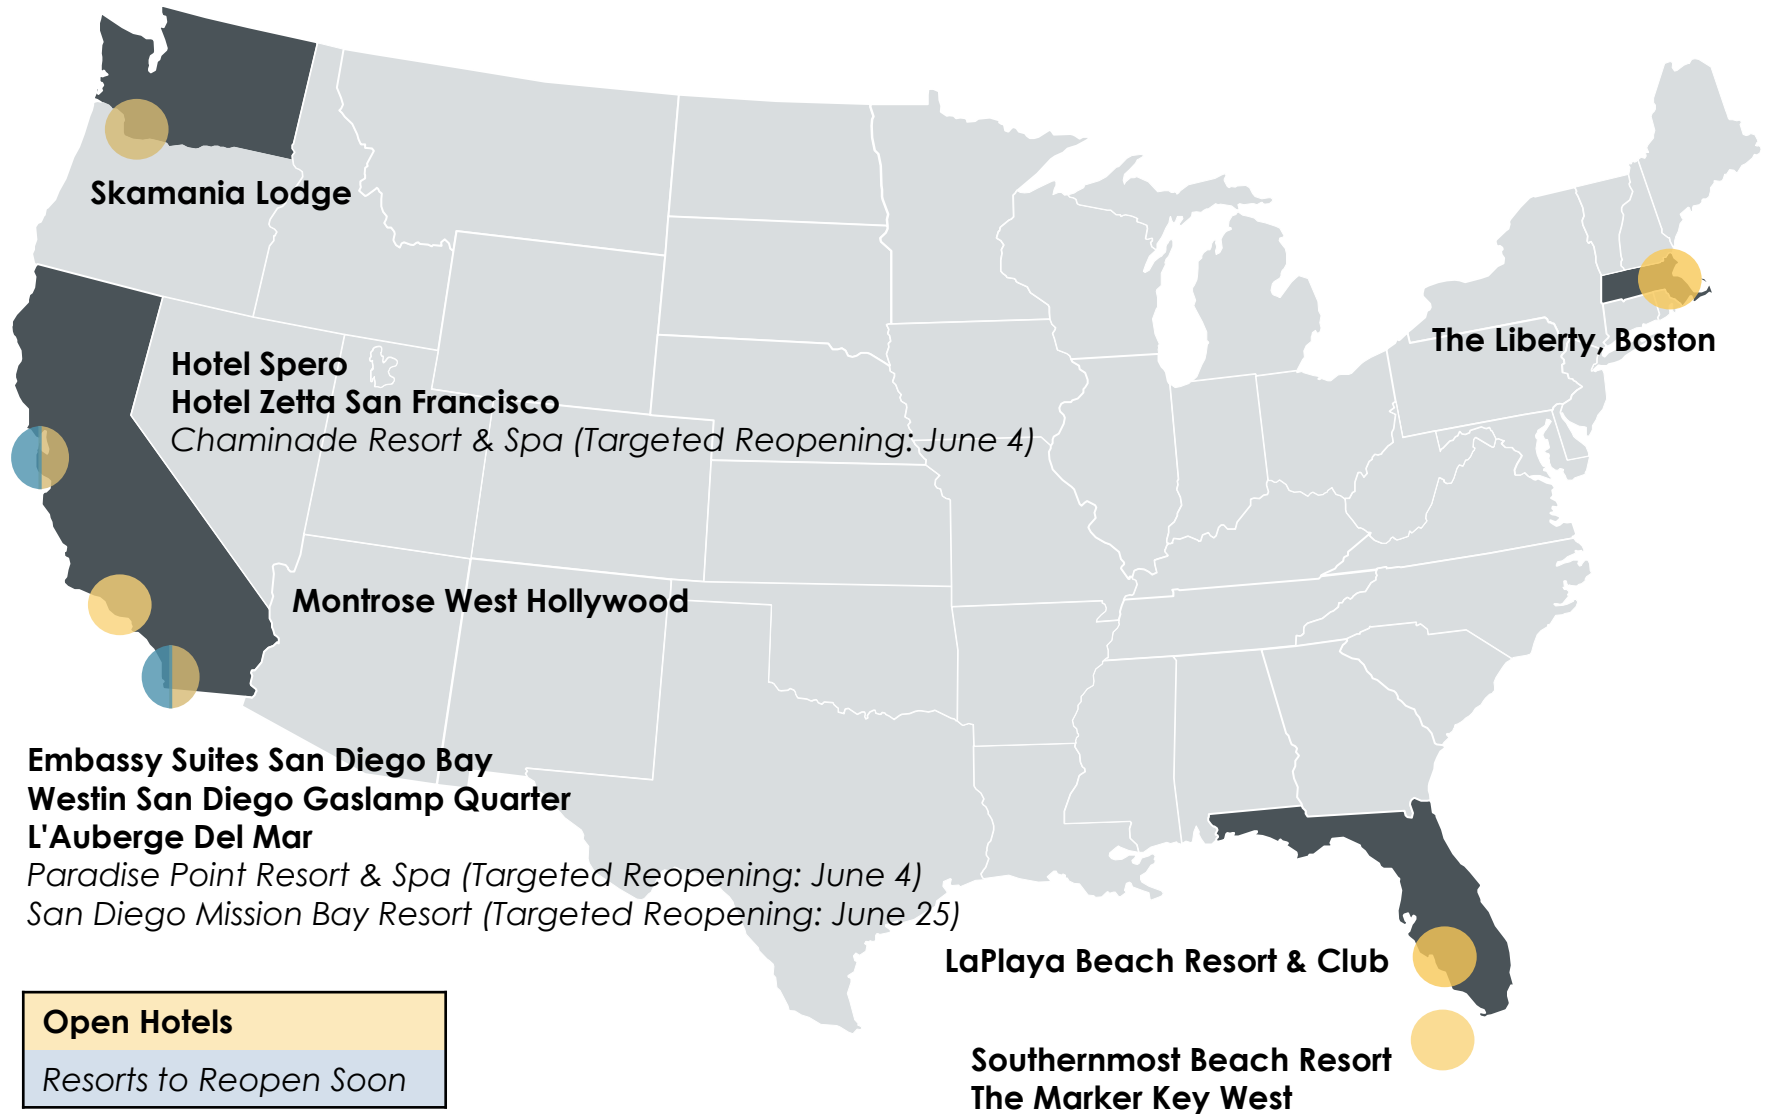 Skamania Lodge
The Liberty, Boston
Hotel Spero
Hotel Zetta San Francisco
Chaminade Resort & Spa (Targeted Reopening: June 4)
Montrose West Hollywood
Embassy Suites San Diego Bay
Westin San Diego Gaslamp Quarter
L'Auberge Del Mar
Paradise Point Resort & Spa (Targeted Reopening: June 4)
San Diego Mission Bay Resort (Targeted Reopening: June 25)
LaPlaya Beach Resort & Club
Southernmost Beach Resort
The Marker Key West
Open Hotels
Resorts to Reopen Soon